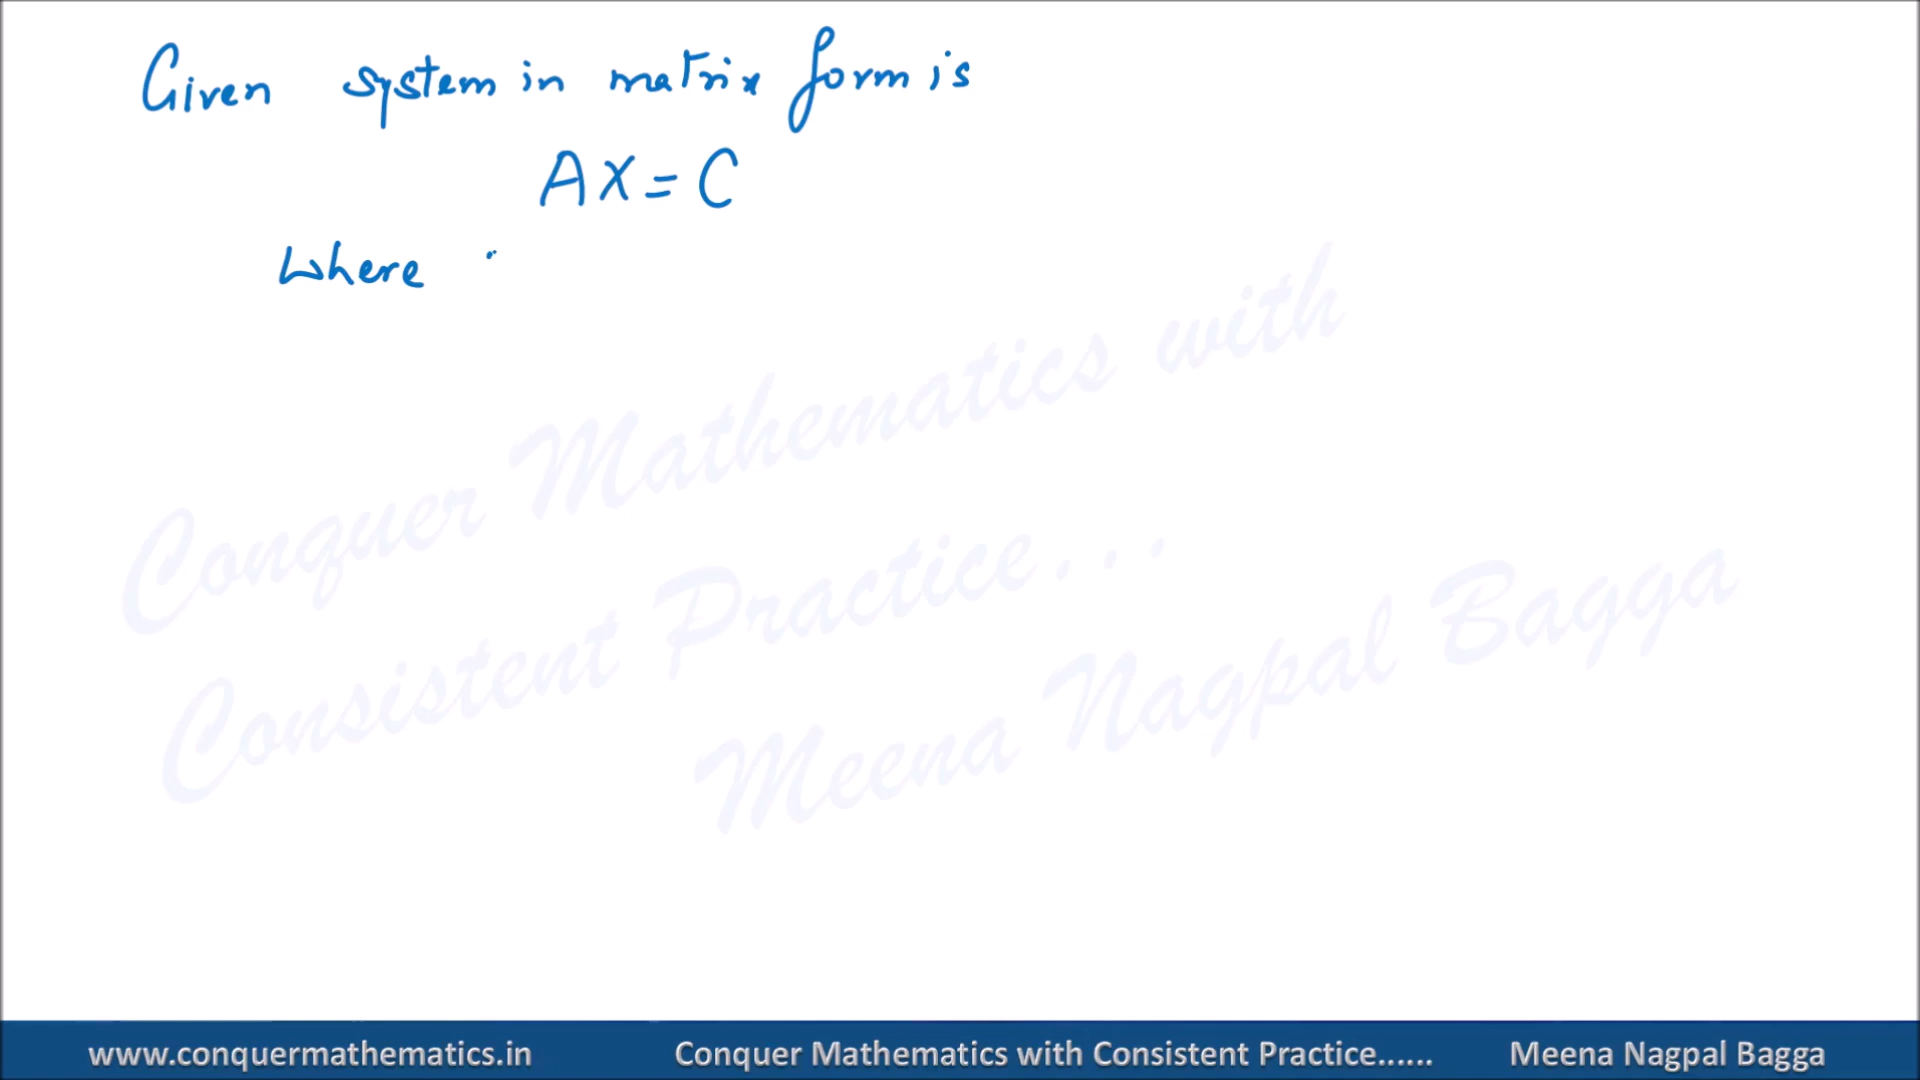 Given system in matrix form is
AX = C
where
Conquer Mathematics with
Consistent Practice...
Meena Nagpal Bagga
www.conquermathematics.in Conquer Mathematics with Consistent Practice...... Meena Nagpal Bagga